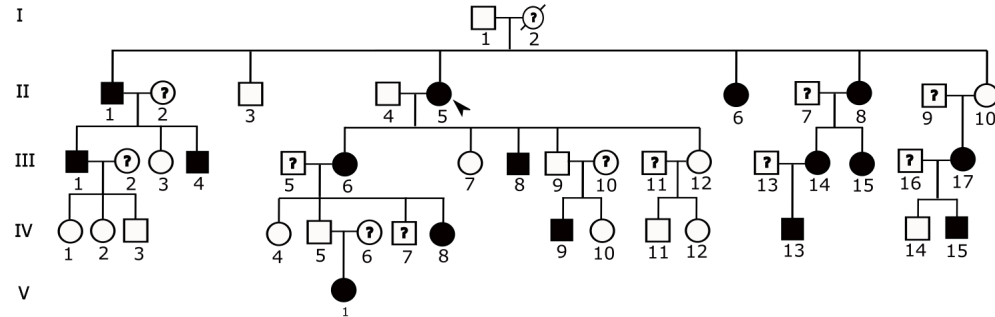 I ? 1 2
II ? ? ? 1 2 3 4 5 6 7 8 9 10
III ? ? ? ? ? ? 1 2 3 4 5 6 7 8 9 10 11 12 13 14 15 16 17
IV ? ? 1 2 3 4 5 6 7 8 9 10 11 12 13 14 15
V 1